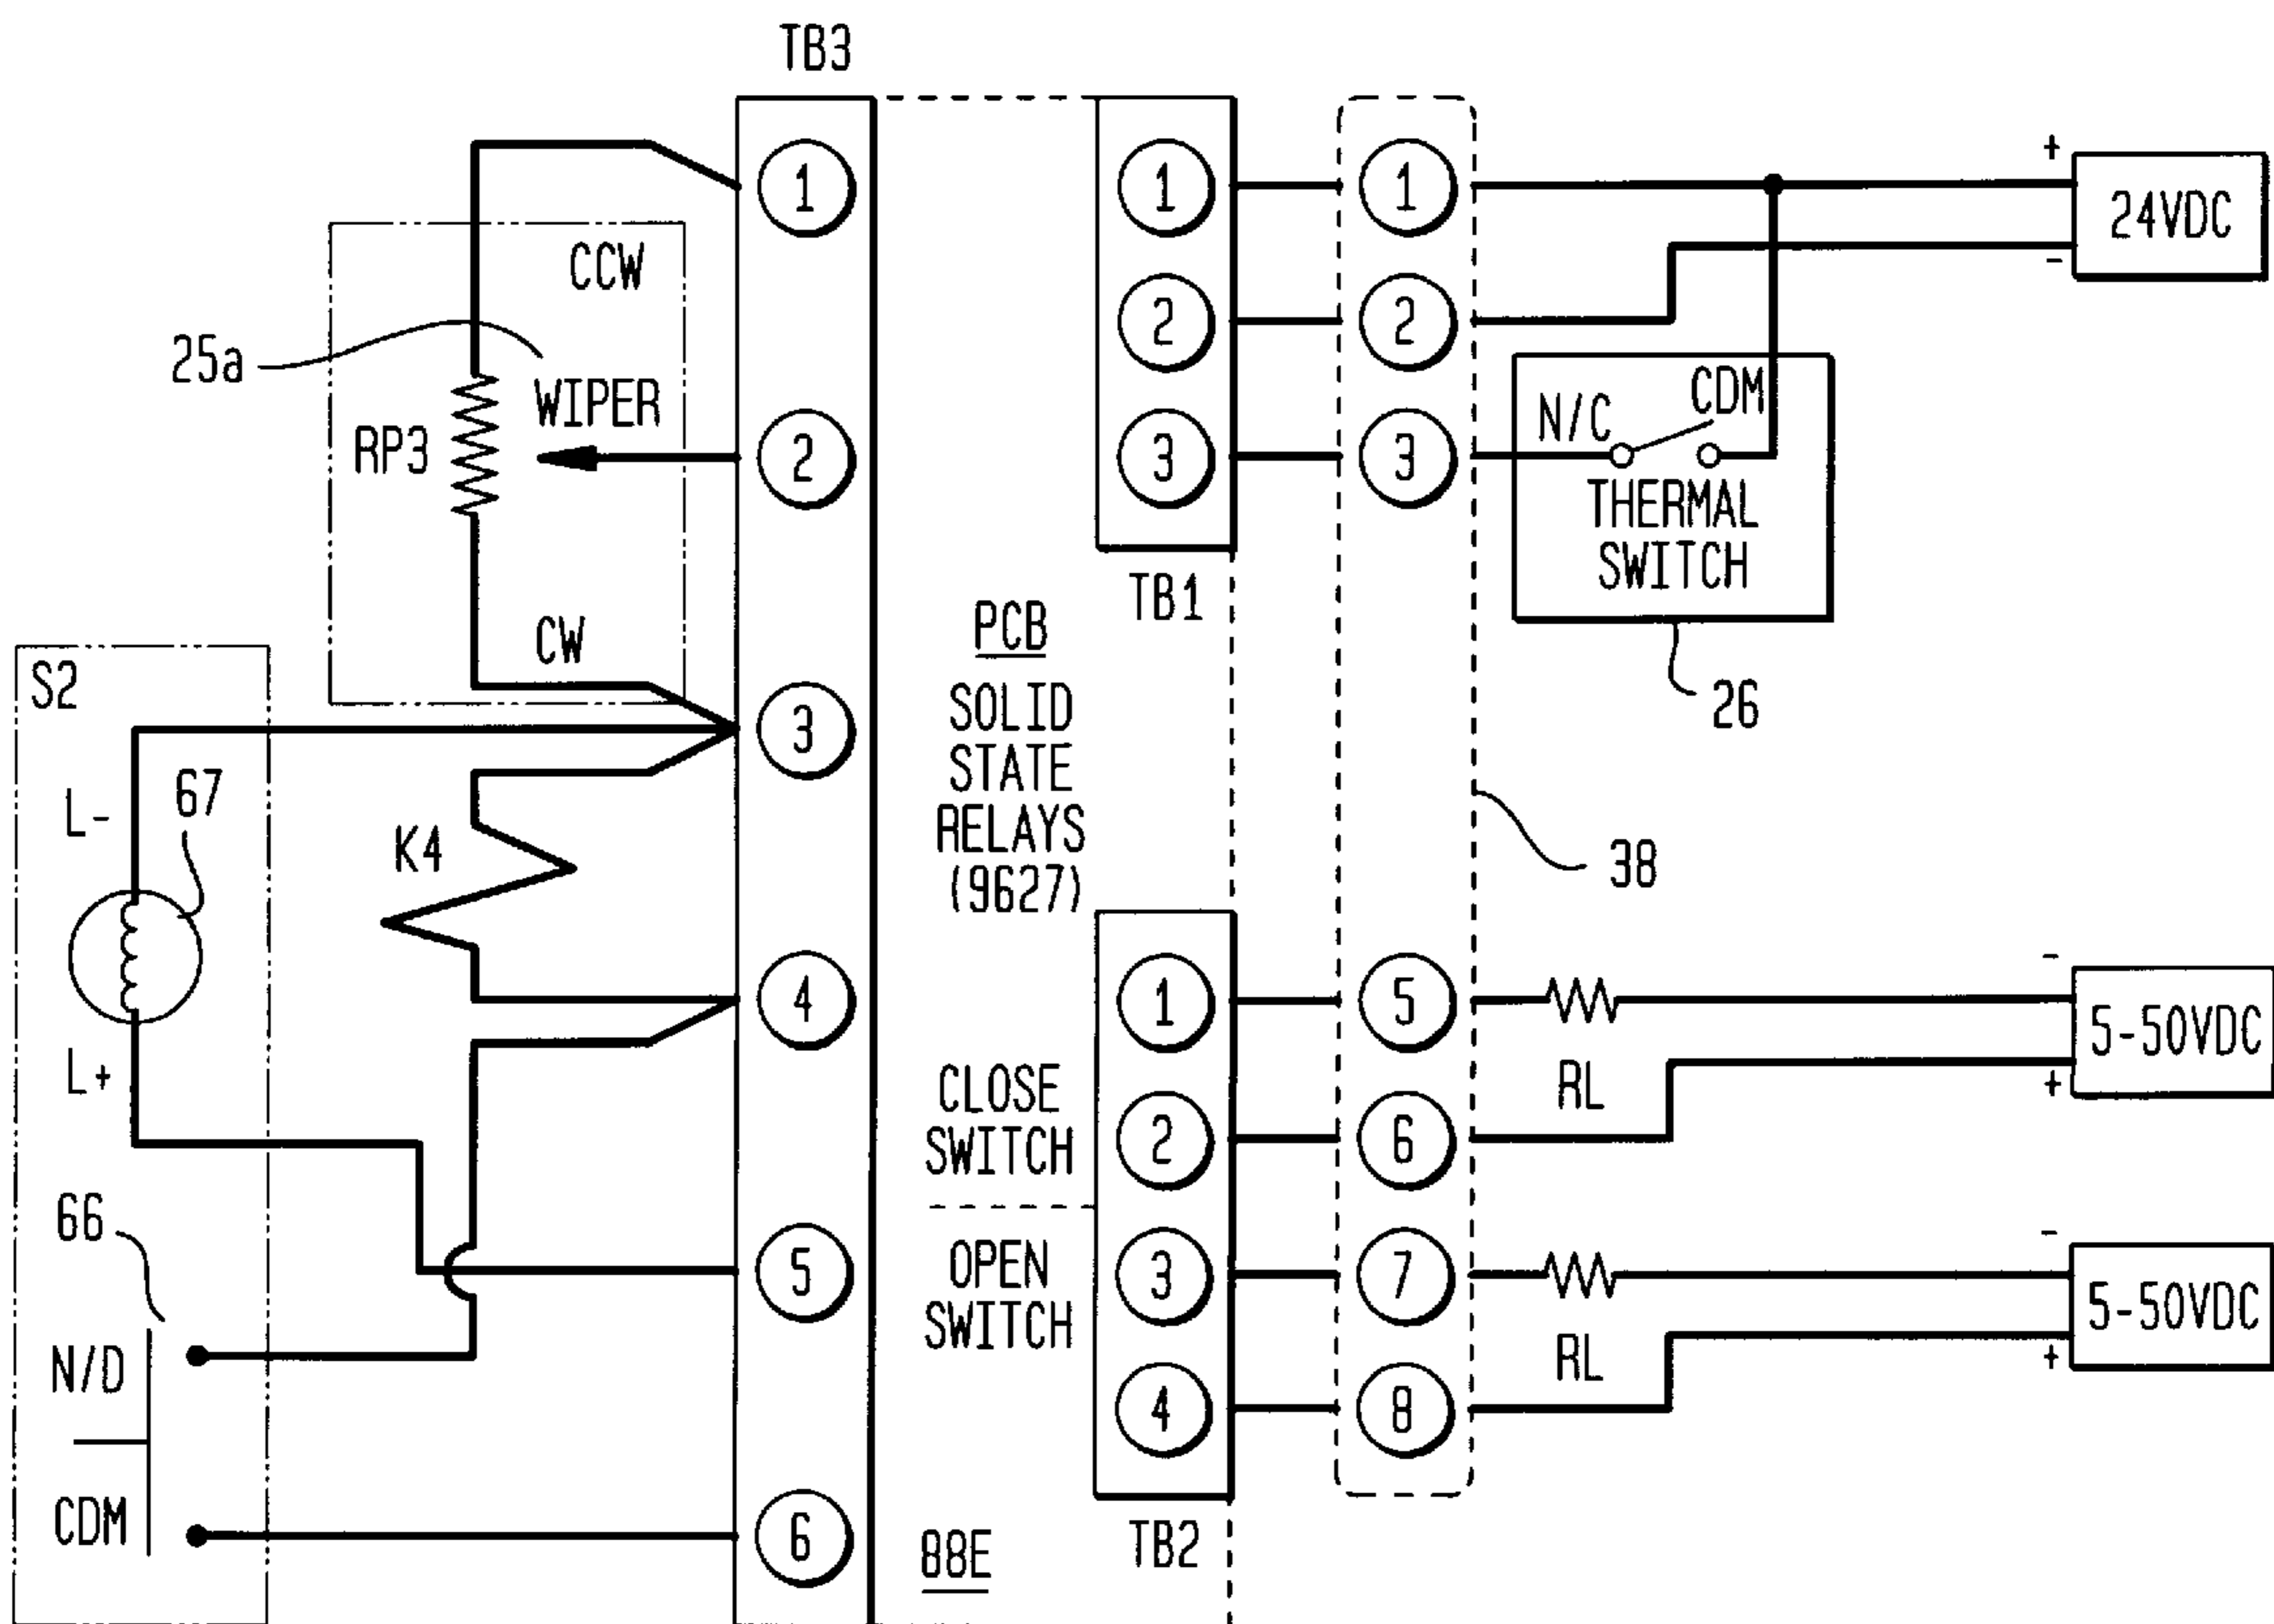 TB3
1
2
3
4
5
6
CCW
25a
WIPER
RP3
CW
S2
L-
67
K4
L+
66
N/D
CDM
PCB
SOLID
STATE
RELAYS
(9627)
CLOSE
SWITCH
OPEN
SWITCH
88E
1
2
3
TB1
1
2
3
4
TB2
1
2
3
5
6
7
8
38
+
24VDC
-
N/C
CDM
THERMAL
SWITCH
26
-
5-50VDC
+
RL
-
5-50VDC
+
RL